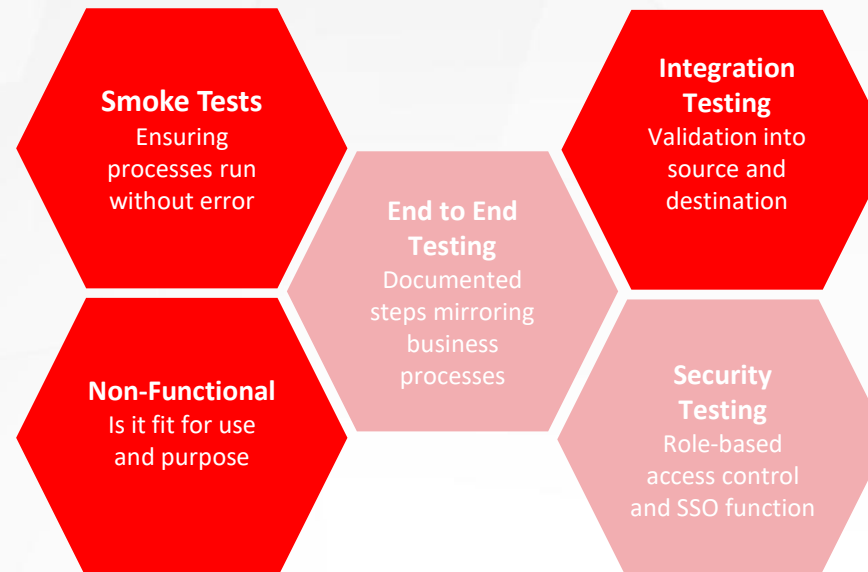 Smoke Tests
Ensuring
processes run
without error
Integration
Testing
Validation into
source and
destination
End to End
Testing
Documented
steps mirroring
business
processes
Non-Functional
Is it fit for use
and purpose
Security
Testing
Role-based
access control
and SSO function